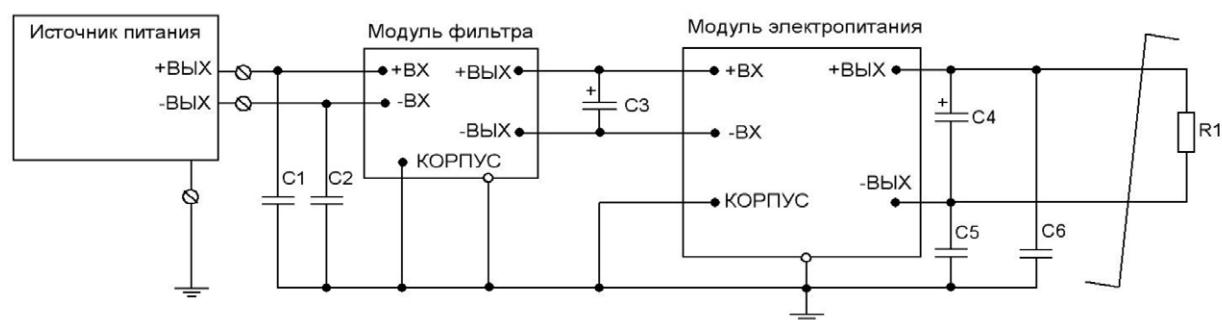 Источник питания
+ВЫХ
-ВЫХ
C1
C2
Модуль фильтра
+ВХ
-ВХ
+ВЫХ
-ВЫХ
КОРПУС
+
C3
Модуль электропитания
+ВХ
-ВХ
КОРПУС
+ВЫХ
-ВЫХ
+
C4
C5
C6
R1